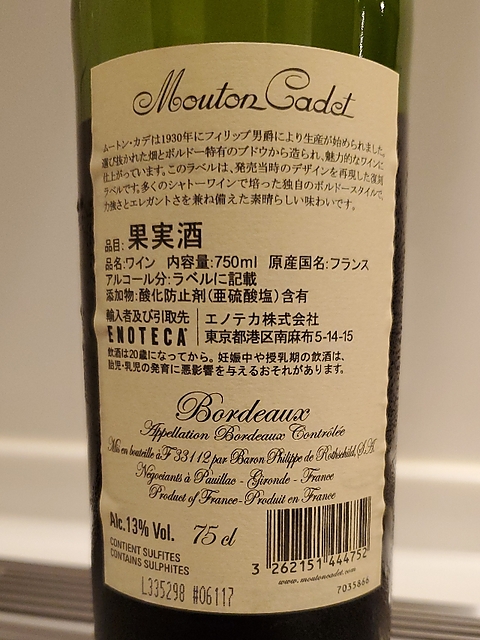 Mouton Cadet
ムートン・カデは1930年にフィリップ男爵により生産が始められました。
選び抜かれた畑とボルドー特有のブドウから造られ、魅力的なワインに
仕上がっています。このラベルは、発売当時のデザインを再現した復刻
ラベルです。多くのシャトーワインで培った独自のボルドースタイルで、
力強さとエレガントさを兼ね備えた素晴らしい味わいです。
品目: 果実酒
品名:ワイン 内容量:750ml 原産国名:フランス
アルコール分:ラベルに記載
添加物:酸化防止剤(亜硫酸塩)含有
輸入者及び引取先 エノテカ株式会社
ENOTECA 東京都港区南麻布5-14-15
飲酒は20歳になってから。妊娠中や授乳期の飲酒は、
胎児・乳児の発育に悪影響を与えるおそれがあります。
Bordeaux
Appellation Bordeaux Contrôlée
Mis en bouteille à F 33112 par Baron Philippe de Rothschild, S.A.
Négociants à Pauillac - Gironde - France
Product of France - Produit en France
Alc. 13% Vol. 75 cl
CONTIENT SULFITES
CONTAINS SULPHITES
3 262151 444752
www.moutoncadet.com
L335298 #06117
7035866